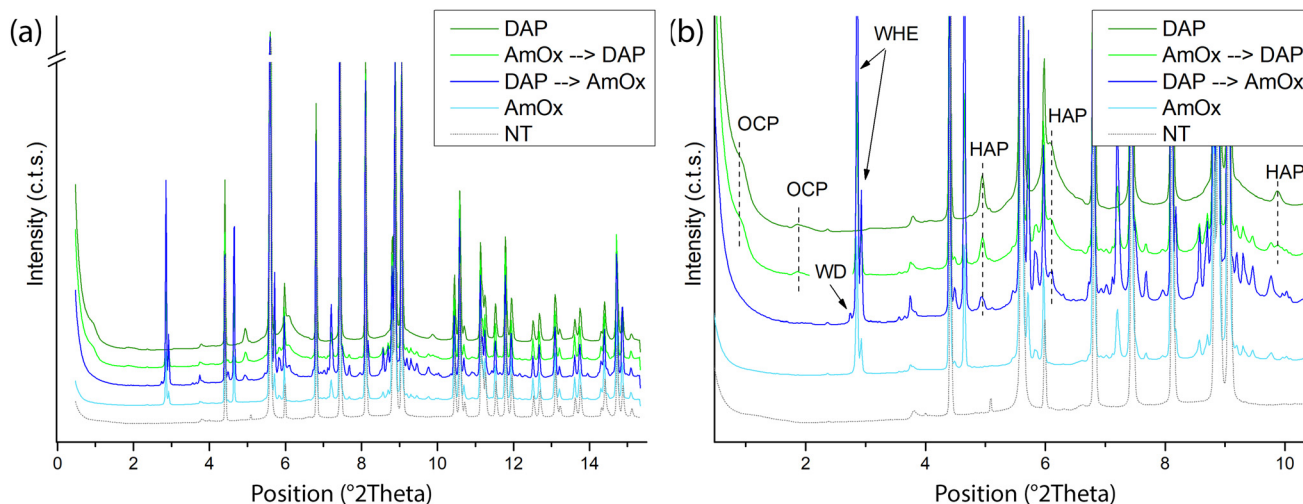 (a)
DAP
AmOx --> DAP
DAP --> AmOx
AmOx
NT
Intensity (c.t.s.)
0 2 4 6 8 10 12 14
Position (°2Theta)
(b)
DAP
AmOx --> DAP
DAP --> AmOx
AmOx
NT
WHE
OCP
HAP
HAP
OCP
HAP
WD
Intensity (c.t.s.)
2 4 6 8 10
Position (°2Theta)